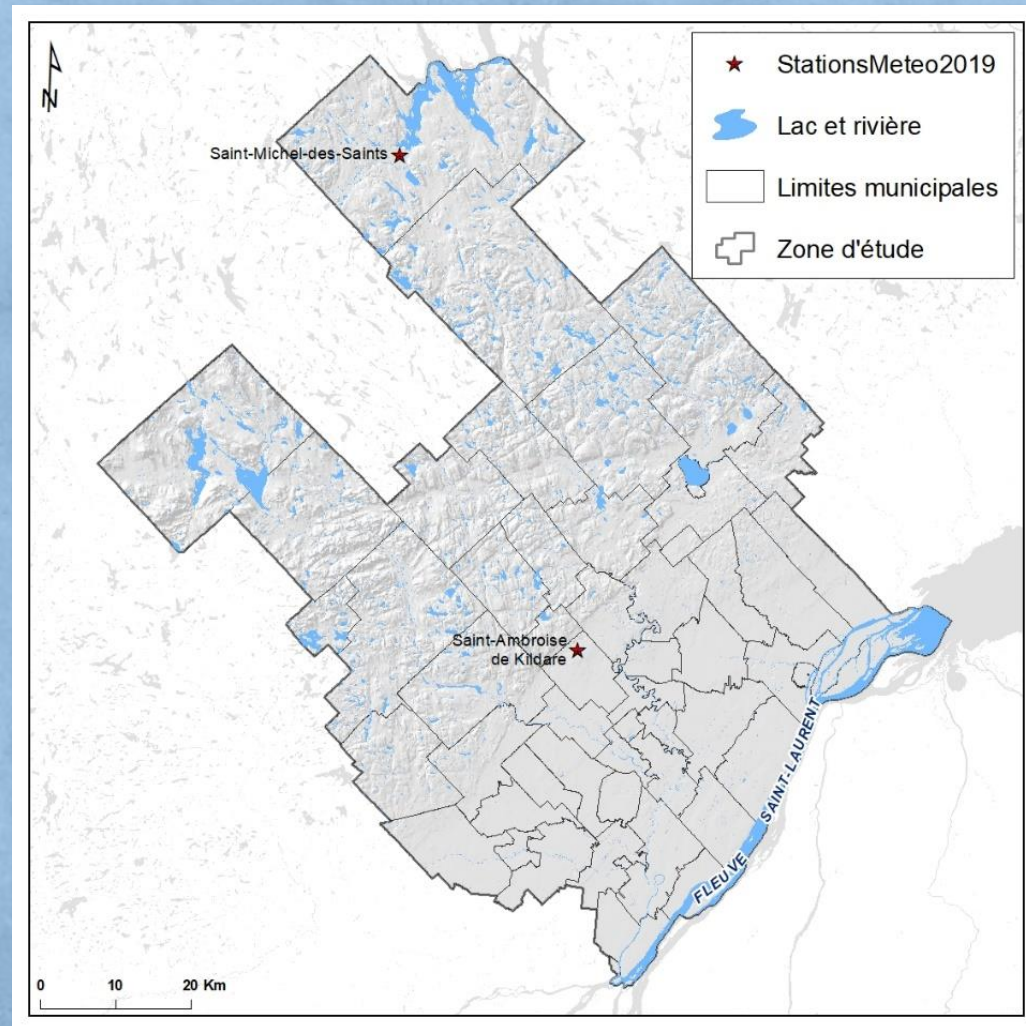 N
StationsMeteo2019
Lac et rivière
Limites municipales
Zone d'étude
Saint-Michel-des-Saints
Saint-Ambroise
de Kildare
FLEUVE SAINT-LAURENT
0 10 20 Km